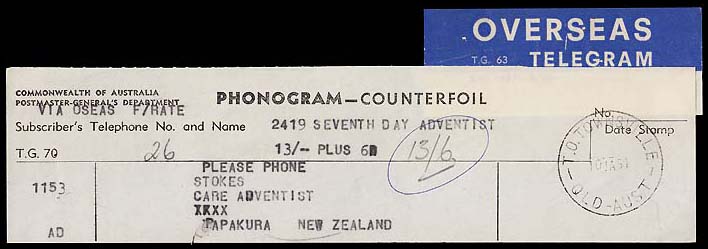 OVERSEAS
T.G. 63 TELEGRAM
COMMONWEALTH OF AUSTRALIA
POSTMASTER-GENERAL'S DEPARTMENT
PHONOGRAM—COUNTERFOIL
VIA OSEAS F/RATE
No.
Subscriber's Telephone No. and Name 2419 SEVENTH DAY ADVENTIST
Date Stamp
T.G. 70 26 13/- PLUS 6D 13/6
T.O. TOWNSVILLE
QLD-AUST
PLEASE PHONE
1153 STOKES
CARE ADVENTIST
XXXX
PAPAKURA NEW ZEALAND
AD